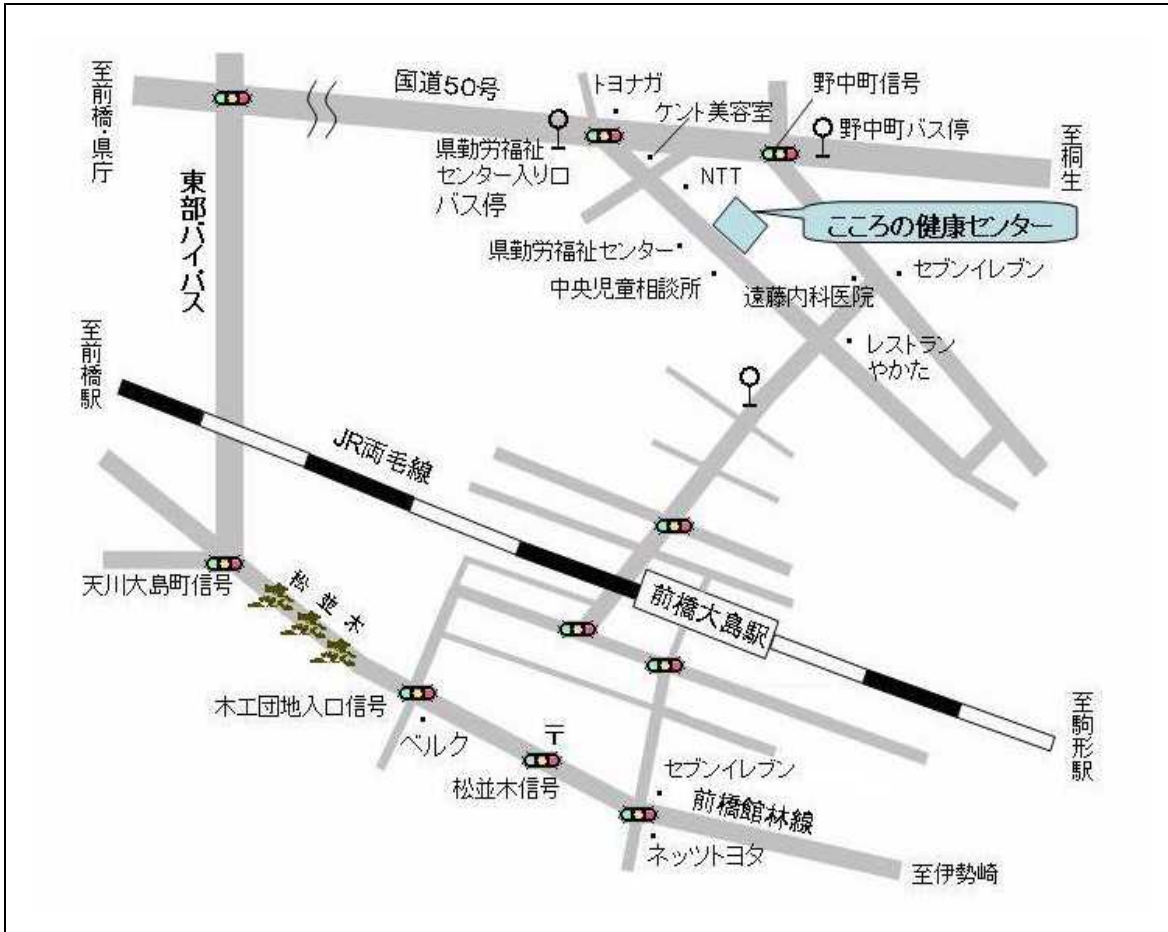 至前橋・県庁
国道50号
トヨナガ
野中町信号
ケント美容室
野中町バス停
至桐生
県勤労福祉
センター入り口
バス停
NTT
東部バイパス
こころの健康センター
県勤労福祉センター
中央児童相談所
遠藤内科医院
セブンイレブン
至前橋駅
レストラン
やかた
JR両毛線
天川大島町信号
松並木
前橋大島駅
木工団地入口信号
ベルク
〒
至駒形駅
松並木信号
セブンイレブン
前橋館林線
ネッツトヨタ
至伊勢崎